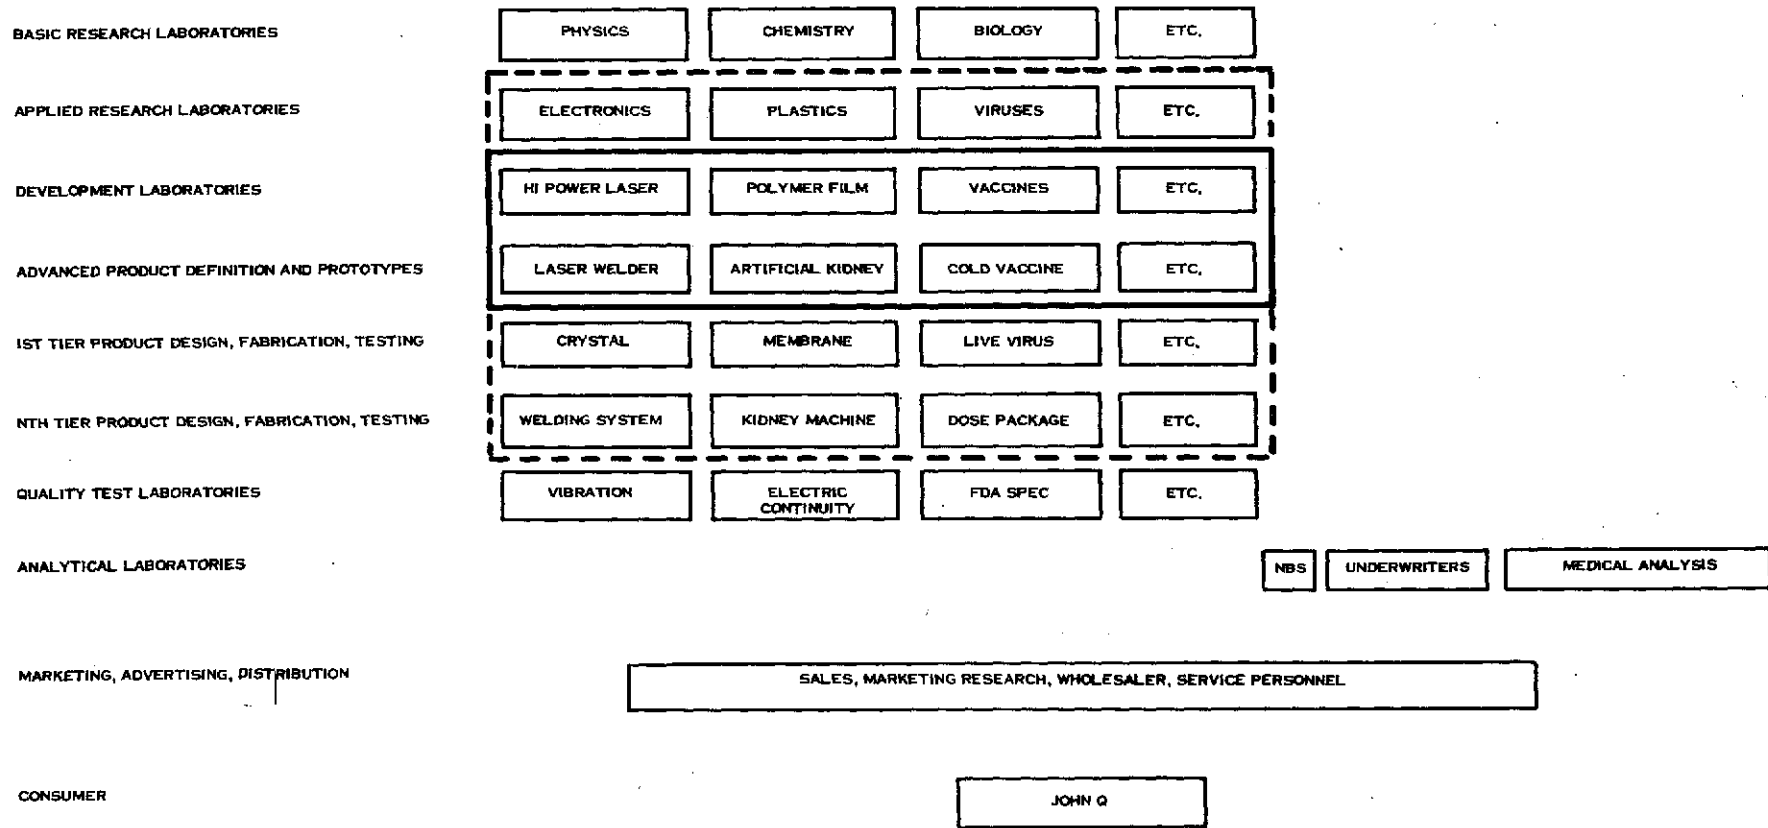 BASIC RESEARCH LABORATORIES PHYSICS CHEMISTRY BIOLOGY ETC.
APPLIED RESEARCH LABORATORIES ELECTRONICS PLASTICS VIRUSES ETC.
DEVELOPMENT LABORATORIES HI POWER LASER POLYMER FILM VACCINES ETC.
ADVANCED PRODUCT DEFINITION AND PROTOTYPES LASER WELDER ARTIFICIAL KIDNEY COLD VACCINE ETC.
IST TIER PRODUCT DESIGN, FABRICATION, TESTING CRYSTAL MEMBRANE LIVE VIRUS ETC.
NTH TIER PRODUCT DESIGN, FABRICATION, TESTING WELDING SYSTEM KIDNEY MACHINE DOSE PACKAGE ETC.
QUALITY TEST LABORATORIES VIBRATION ELECTRIC CONTINUITY FDA SPEC ETC.
ANALYTICAL LABORATORIES NBS UNDERWRITERS MEDICAL ANALYSIS
MARKETING, ADVERTISING, DISTRIBUTION SALES, MARKETING RESEARCH, WHOLESALER, SERVICE PERSONNEL
CONSUMER JOHN Q